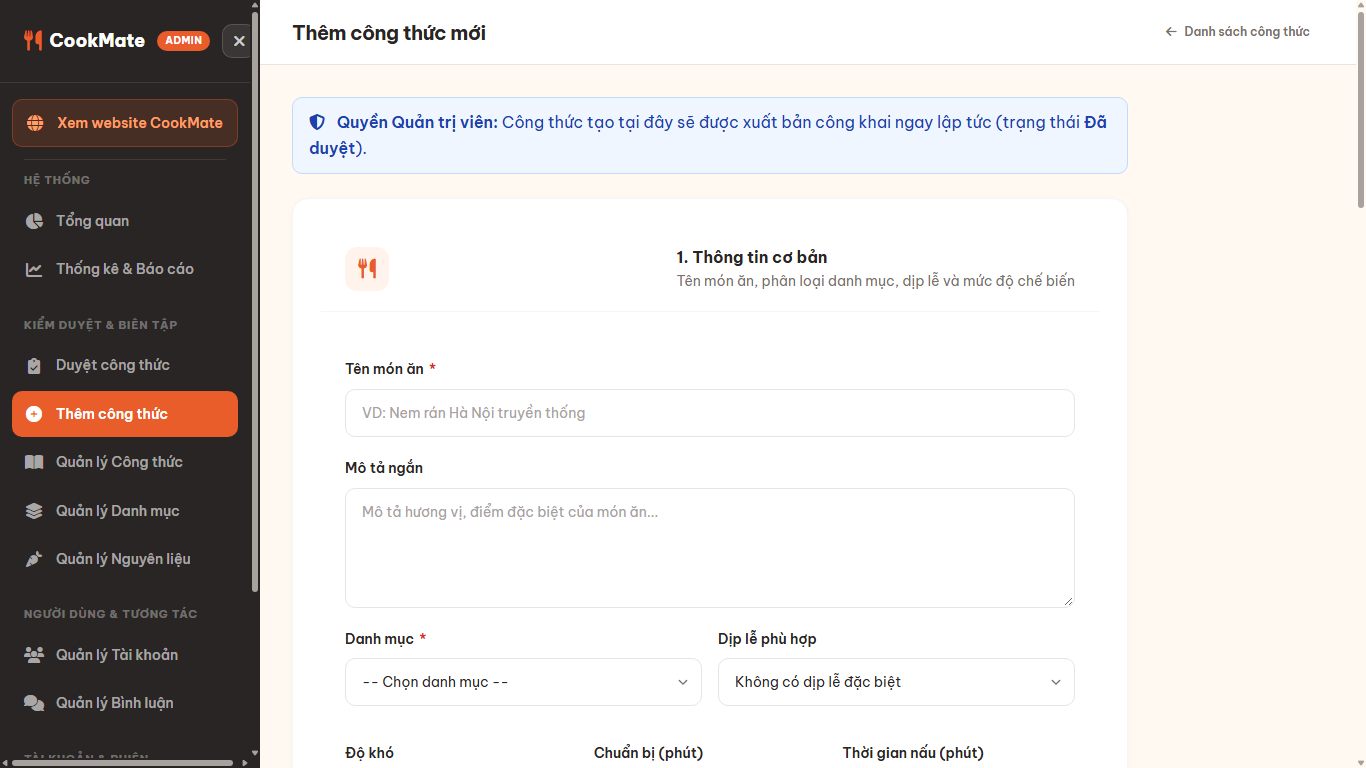 CookMate ADMIN
Xem website CookMate
HỆ THỐNG
Tổng quan
Thống kê & Báo cáo
KIỂM DUYỆT & BIÊN TẬP
Duyệt công thức
Thêm công thức
Quản lý Công thức
Quản lý Danh mục
Quản lý Nguyên liệu
NGƯỜI DÙNG & TƯƠNG TÁC
Quản lý Tài khoản
Quản lý Bình luận
TÀI KHOẢN & PHIÊN
Thêm công thức mới
← Danh sách công thức
Quyền Quản trị viên: Công thức tạo tại đây sẽ được xuất bản công khai ngay lập tức (trạng thái Đã
duyệt).
1. Thông tin cơ bản
Tên món ăn, phân loại danh mục, dịp lễ và mức độ chế biến
Tên món ăn *
VD: Nem rán Hà Nội truyền thống
Mô tả ngắn
Mô tả hương vị, điểm đặc biệt của món ăn...
Danh mục * Dịp lễ phù hợp
-- Chọn danh mục -- Không có dịp lễ đặc biệt
Độ khó Chuẩn bị (phút) Thời gian nấu (phút)